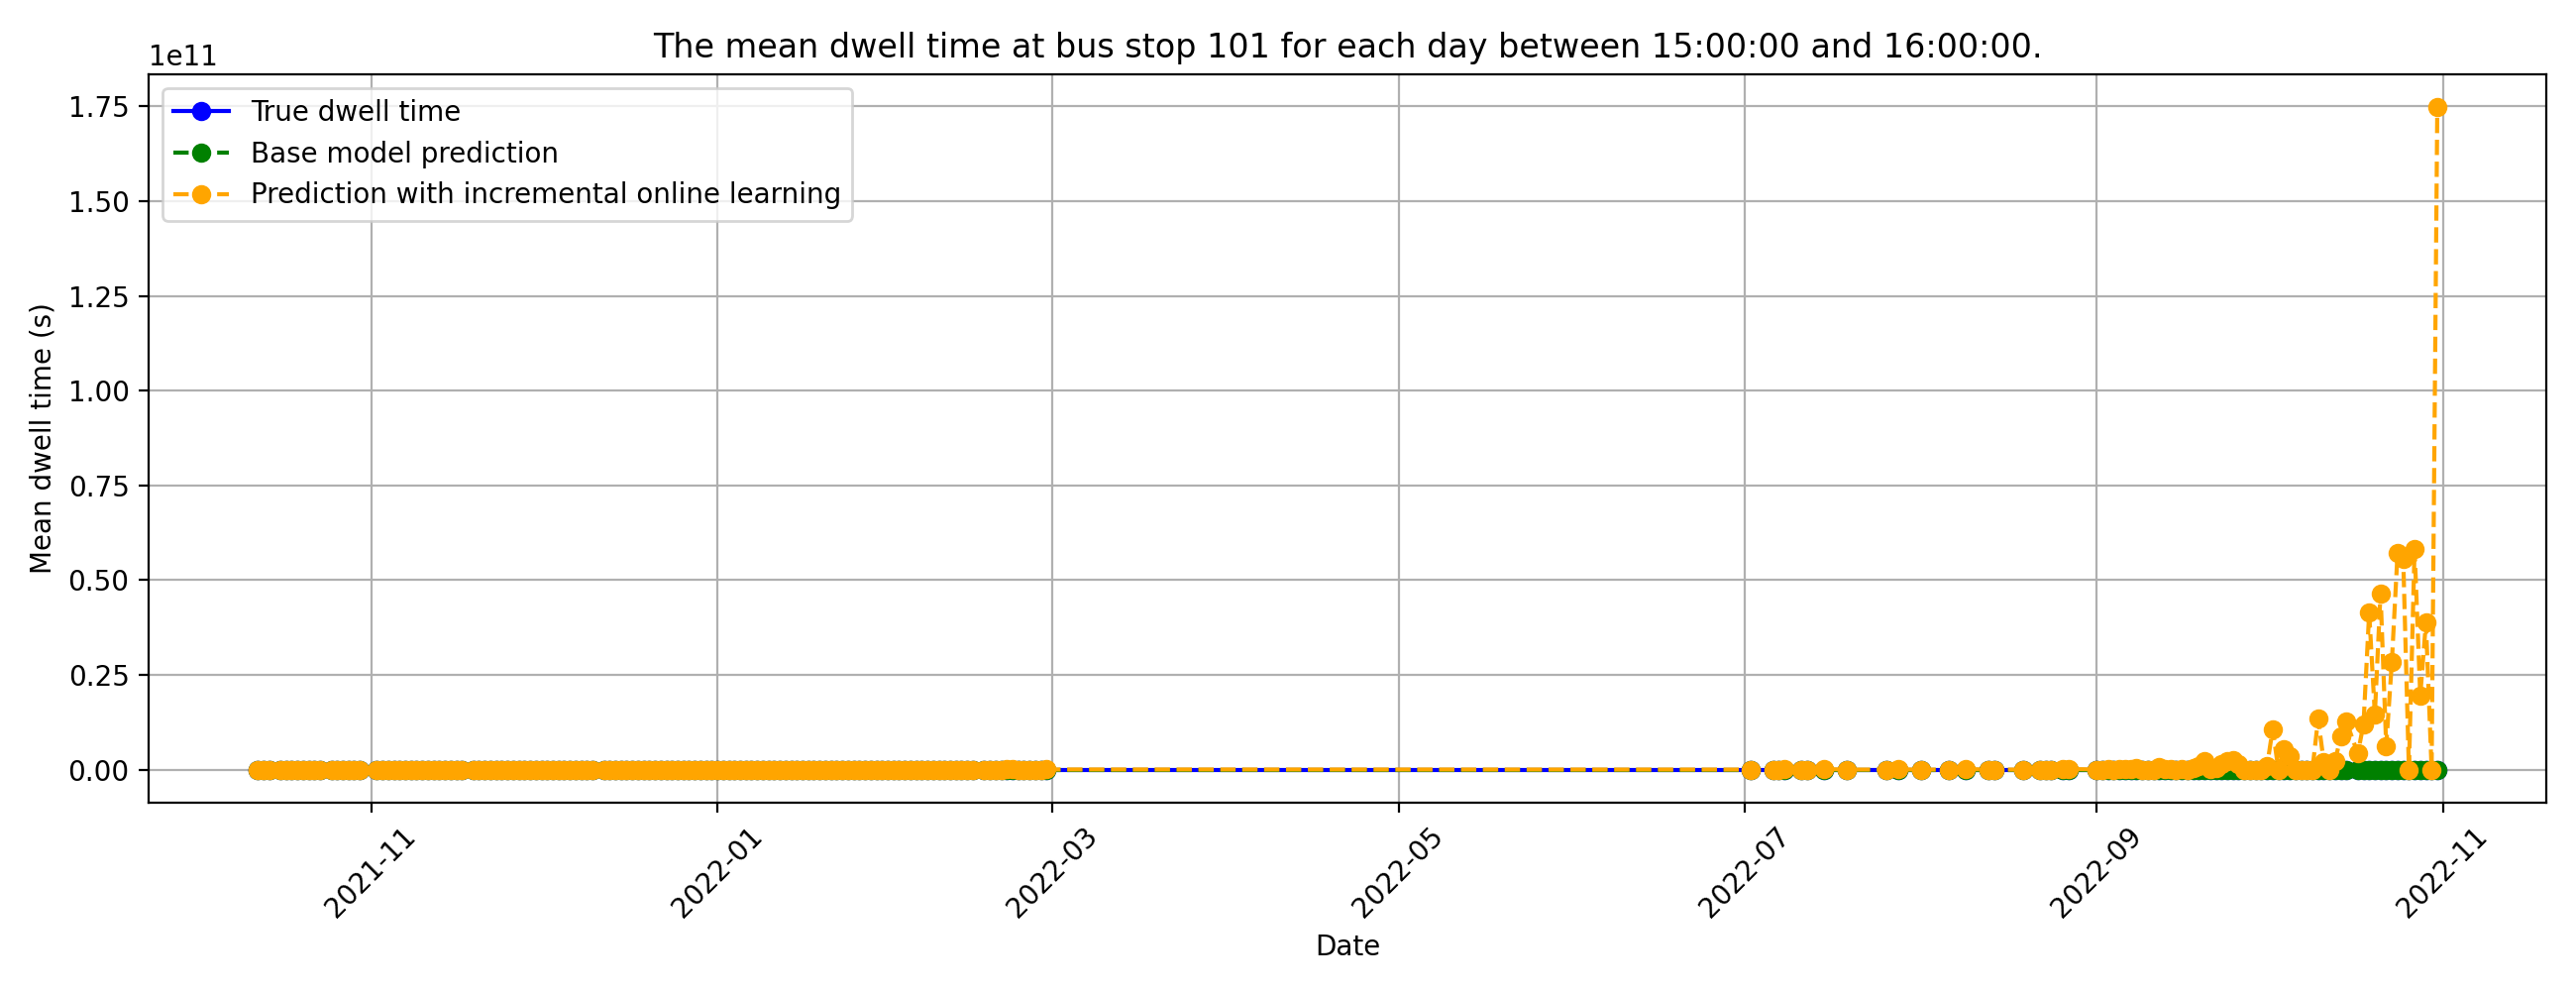 The mean dwell time at bus stop 101 for each day between 15:00:00 and 16:00:00.
1e11
1.75
1.50
1.25
1.00
0.75
0.50
0.25
0.00
Mean dwell time (s)
True dwell time
Base model prediction
Prediction with incremental online learning
2021-11
2022-01
2022-03
2022-05
2022-07
2022-09
2022-11
Date